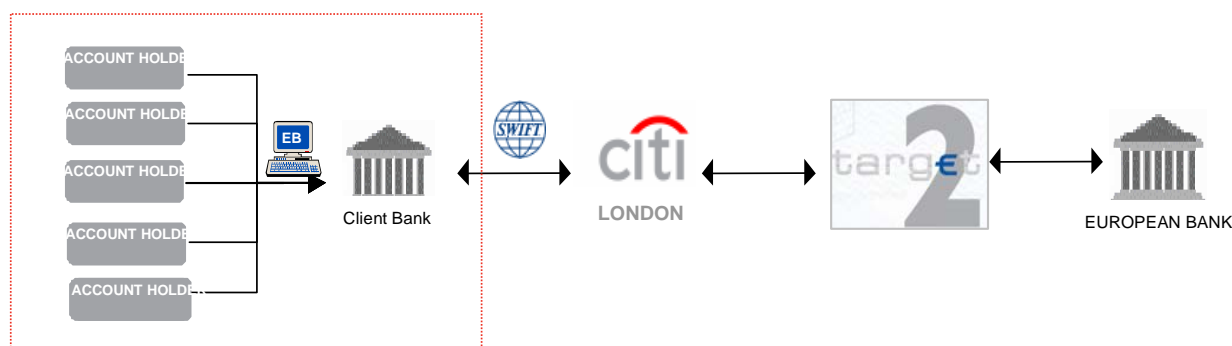 ACCOUNT HOLDE
ACCOUNT HOLDE
ACCOUNT HOLDE
ACCOUNT HOLDE
ACCOUNT HOLDER
EB
Client Bank
SWIFT
citi
LONDON
targ€t
2
EUROPEAN BANK